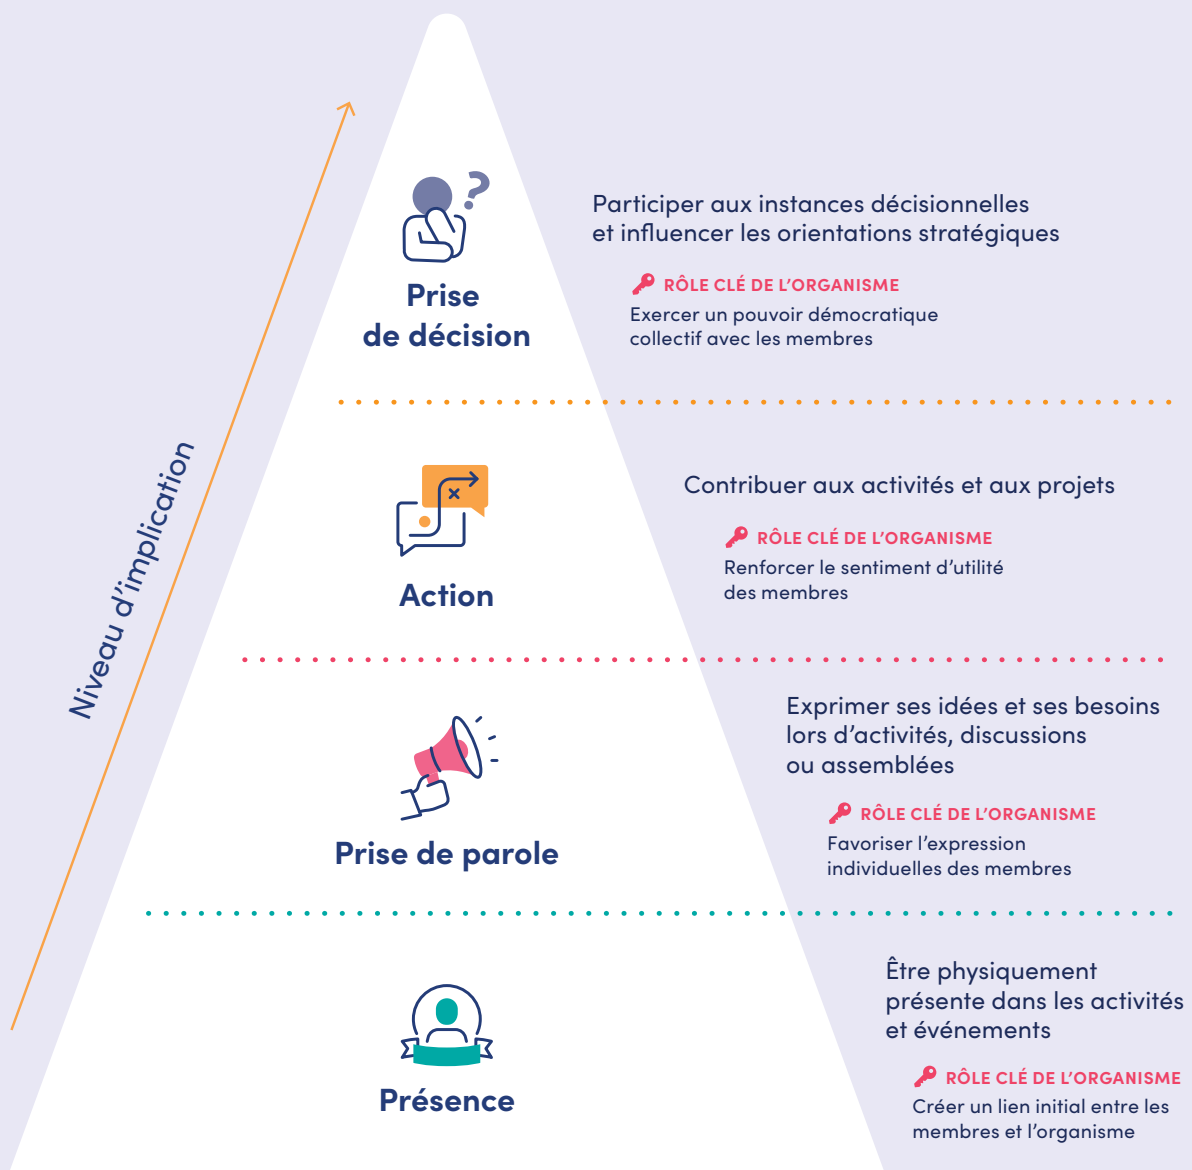 ?
Prise
de décision
Participer aux instances décisionnelles
et influencer les orientations stratégiques
RÔLE CLÉ DE L'ORGANISME
Exercer un pouvoir démocratique
collectif avec les membres
Niveau d'implication
Action
Contribuer aux activités et aux projets
RÔLE CLÉ DE L'ORGANISME
Renforcer le sentiment d'utilité
des membres
Prise de parole
Exprimer ses idées et ses besoins
lors d'activités, discussions
ou assemblées
RÔLE CLÉ DE L'ORGANISME
Favoriser l'expression
individuelles des membres
Présence
Être physiquement
présente dans les activités
et événements
RÔLE CLÉ DE L'ORGANISME
Créer un lien initial entre les
membres et l'organisme